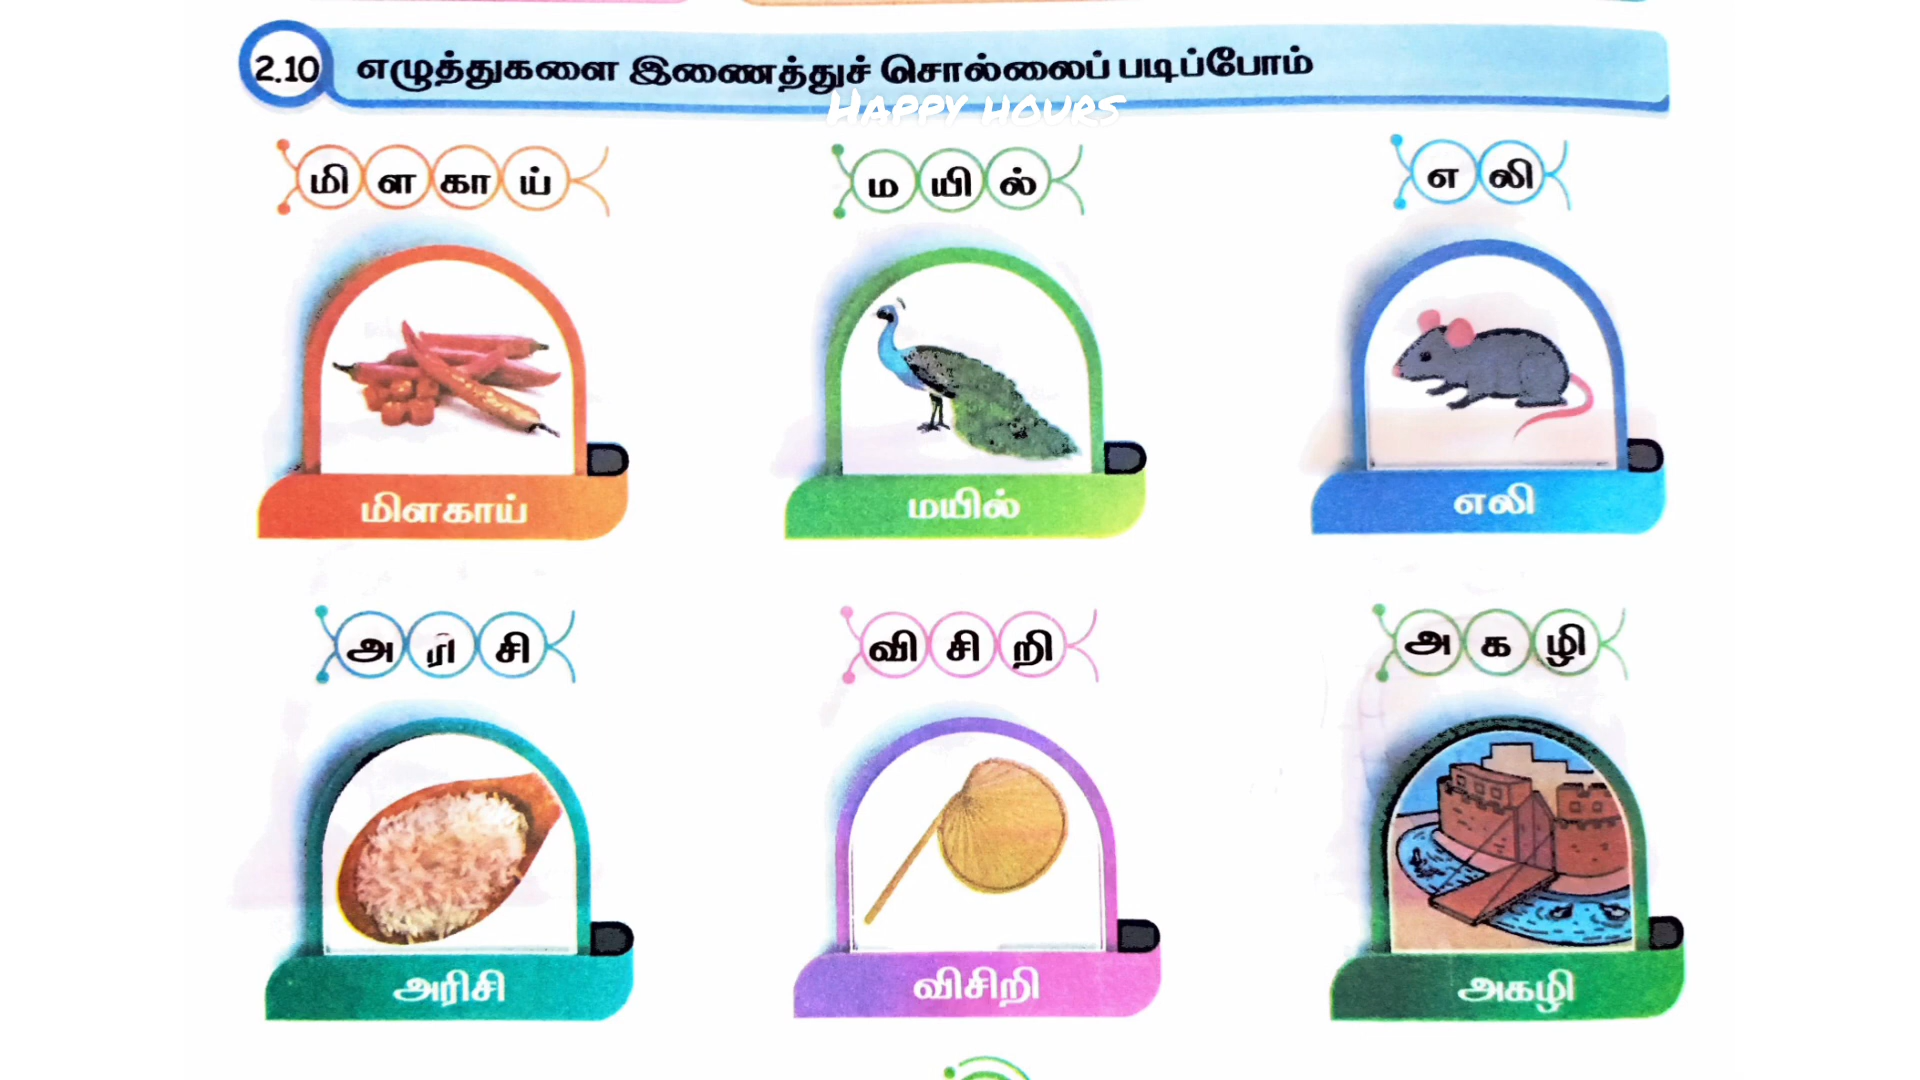 2.10 எழுத்துகளை இணைத்துச் சொல்லைப் படிப்போம்
Happy hours
மி ள கா ய்
ம யி ல்
எ லி
மிளகாய்
மயில்
எலி
அ ரி சி
வி சி றி
அ க ழி
அரிசி
விசிறி
அகழி